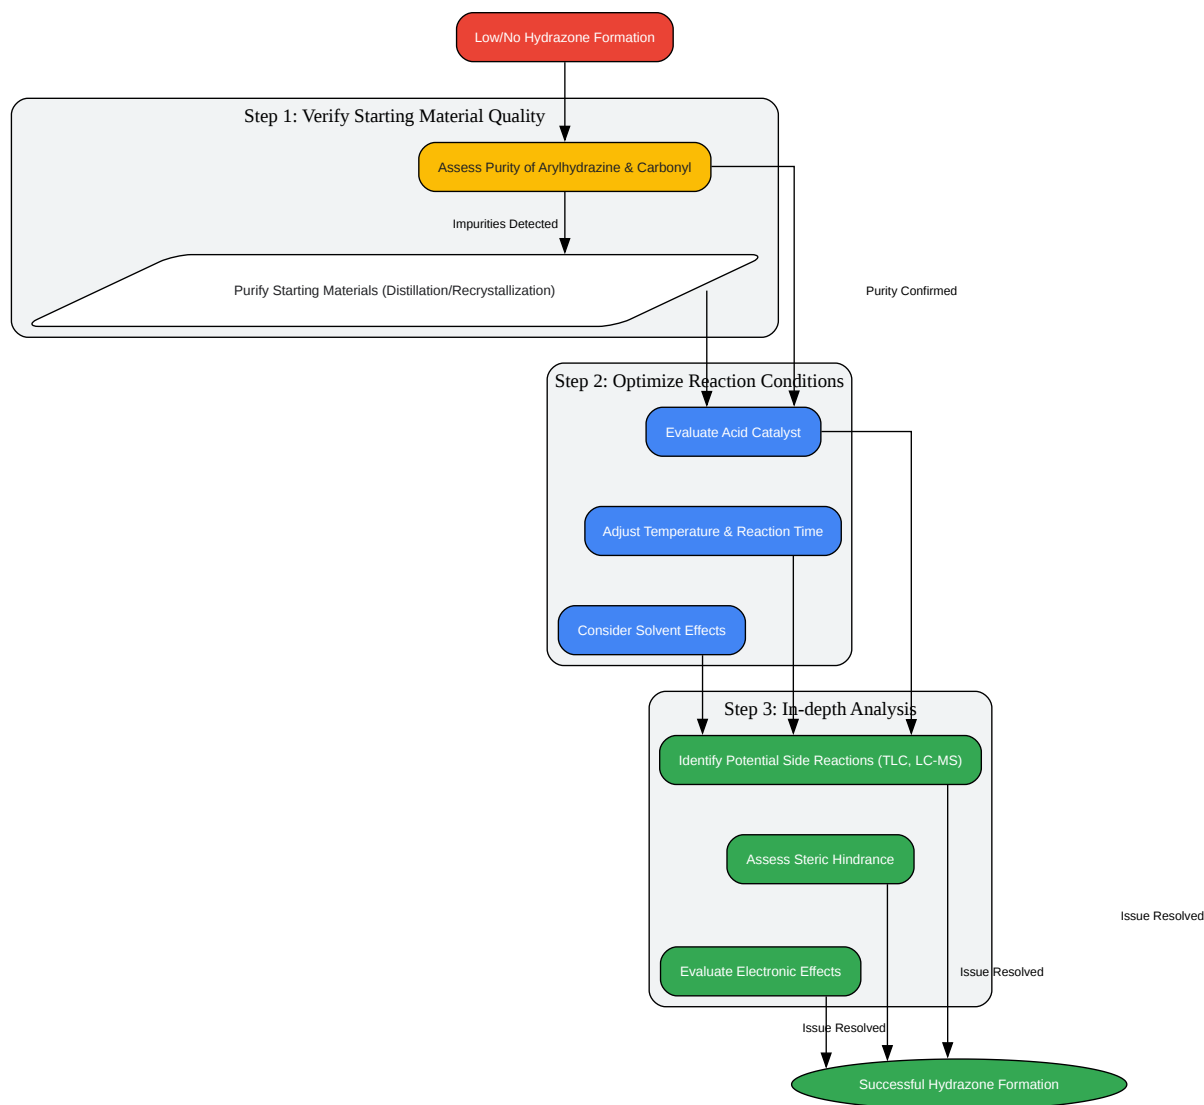 Low/No Hydrazone Formation
Step 1: Verify Starting Material Quality
Assess Purity of Arylhydrazine & Carbonyl
Impurities Detected
Purify Starting Materials (Distillation/Recrystallization)
Purity Confirmed
Step 2: Optimize Reaction Conditions
Evaluate Acid Catalyst
Adjust Temperature & Reaction Time
Consider Solvent Effects
Step 3: In-depth Analysis
Identify Potential Side Reactions (TLC, LC-MS)
Assess Steric Hindrance
Issue Resolved
Evaluate Electronic Effects
Issue Resolved
Issue Resolved
Successful Hydrazone Formation